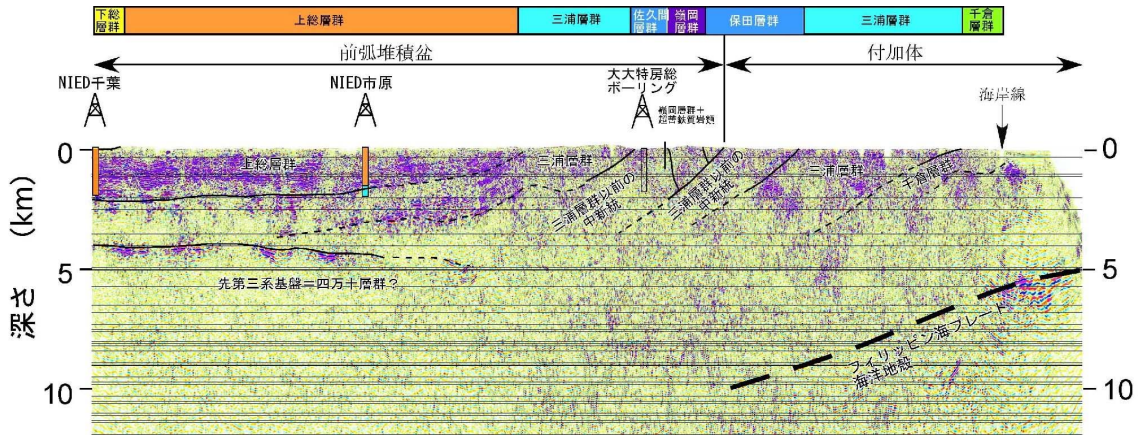 下総
層群
上総層群
三浦層群
佐久間
層群
嶺岡
層群
保田層群
三浦層群
千倉
層群
前弧堆積盆
付加体
NIED千葉
NIED市原
大大特房総
ボーリング
嶺岡層群+
超苦鉄質岩類
海岸線
0
5
10
深さ (km)
0
5
10
上総層群
三浦層群
三浦層群以前の
中新統
三浦層群以前の
中新統
三浦層群
千倉層群
先第三系基盤=四万十層群?
フィリッピン海プレート
海洋地殻